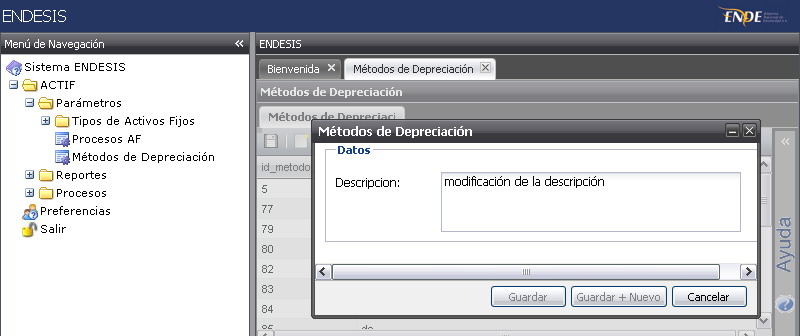 ENDESIS
ENDE
Menú de Navegación
ENDESIS
Sistema ENDESIS
ACTIF
Parámetros
Tipos de Activos Fijos
Procesos AF
Métodos de Depreciación
Reportes
Procesos
Preferencias
Salir
Bienvenida
Métodos de Depreciación
Métodos de Depreciación
Métodos de Depreciaci
id_metodo
5
77
79
80
82
83
84
85 de
Métodos de Depreciación
Datos
Descripcion:
modificación de la descripción
Guardar
Guardar + Nuevo
Cancelar
Ayuda